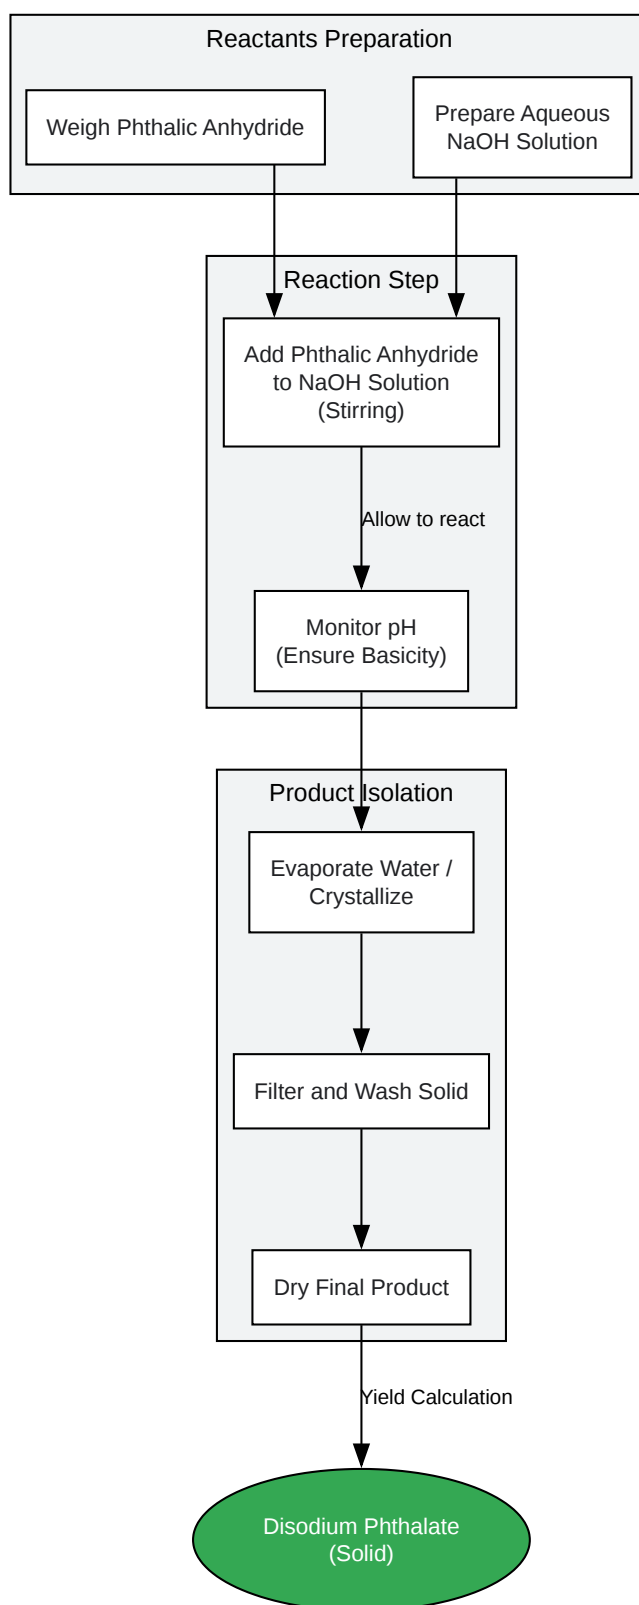 Reactants Preparation
Weigh Phthalic Anhydride
Prepare Aqueous
NaOH Solution
Reaction Step
Add Phthalic Anhydride
to NaOH Solution
(Stirring)
Allow to react
Monitor pH
(Ensure Basicity)
Product Isolation
Evaporate Water /
Crystallize
Filter and Wash Solid
Dry Final Product
Yield Calculation
Disodium Phthalate
(Solid)